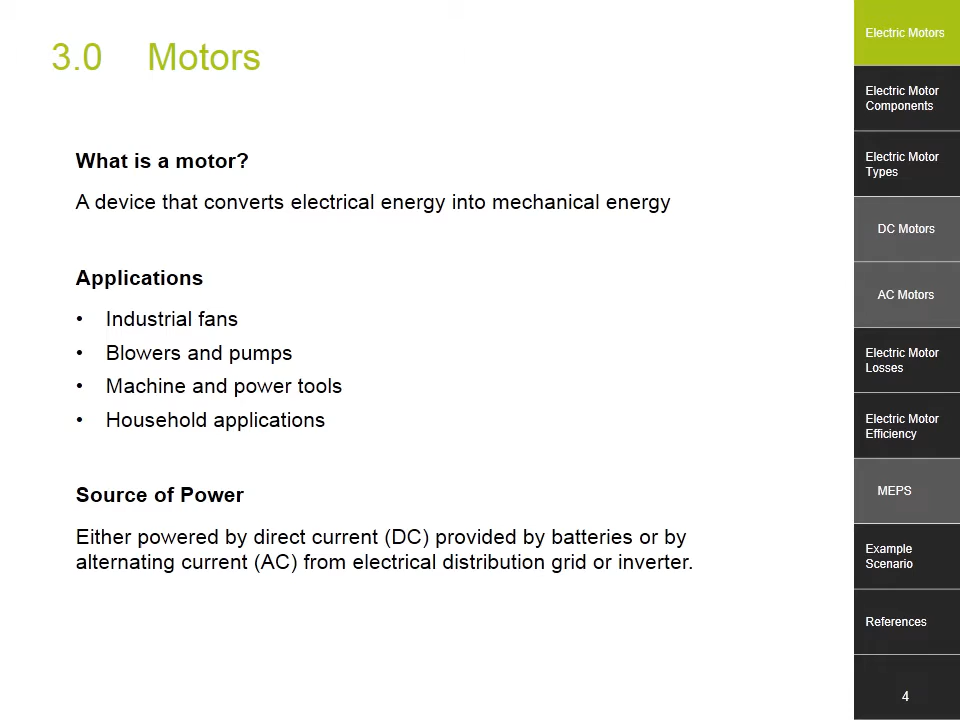 3.0 Motors
What is a motor?
A device that converts electrical energy into mechanical energy
Applications
• Industrial fans
• Blowers and pumps
• Machine and power tools
• Household applications
Source of Power
Either powered by direct current (DC) provided by batteries or by
alternating current (AC) from electrical distribution grid or inverter.
Electric Motors
Electric Motor
Components
Electric Motor
Types
DC Motors
AC Motors
Electric Motor
Losses
Electric Motor
Efficiency
MEPS
Example
Scenario
References
4